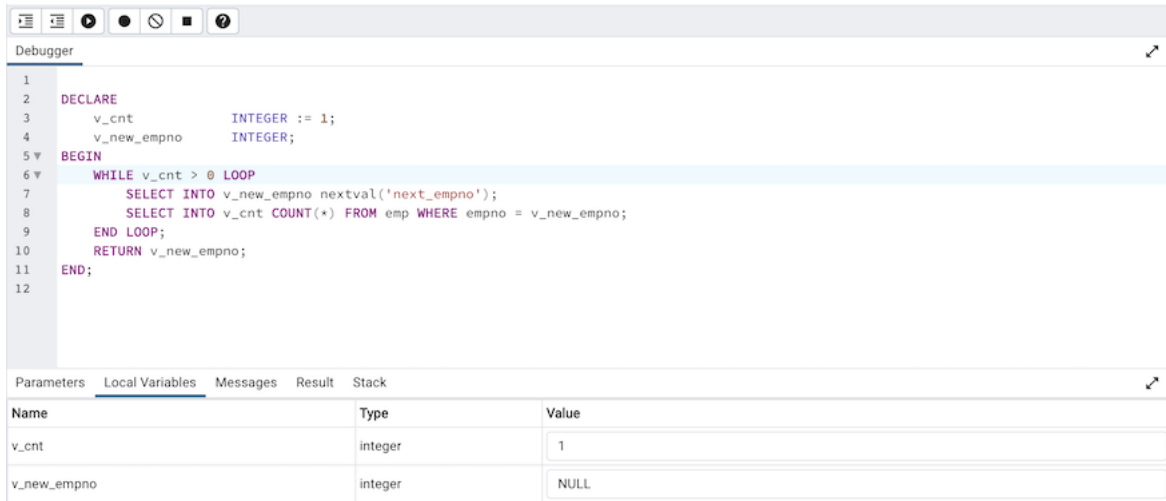 Debugger
1
2 DECLARE
3 v_cnt INTEGER := 1;
4 v_new_empno INTEGER;
5 BEGIN
6 WHILE v_cnt > 0 LOOP
7 SELECT INTO v_new_empno nextval('next_empno');
8 SELECT INTO v_cnt COUNT(*) FROM emp WHERE empno = v_new_empno;
9 END LOOP;
10 RETURN v_new_empno;
11 END;
12
Parameters Local Variables Messages Result Stack
Name Type Value
v_cnt integer 1
v_new_empno integer NULL